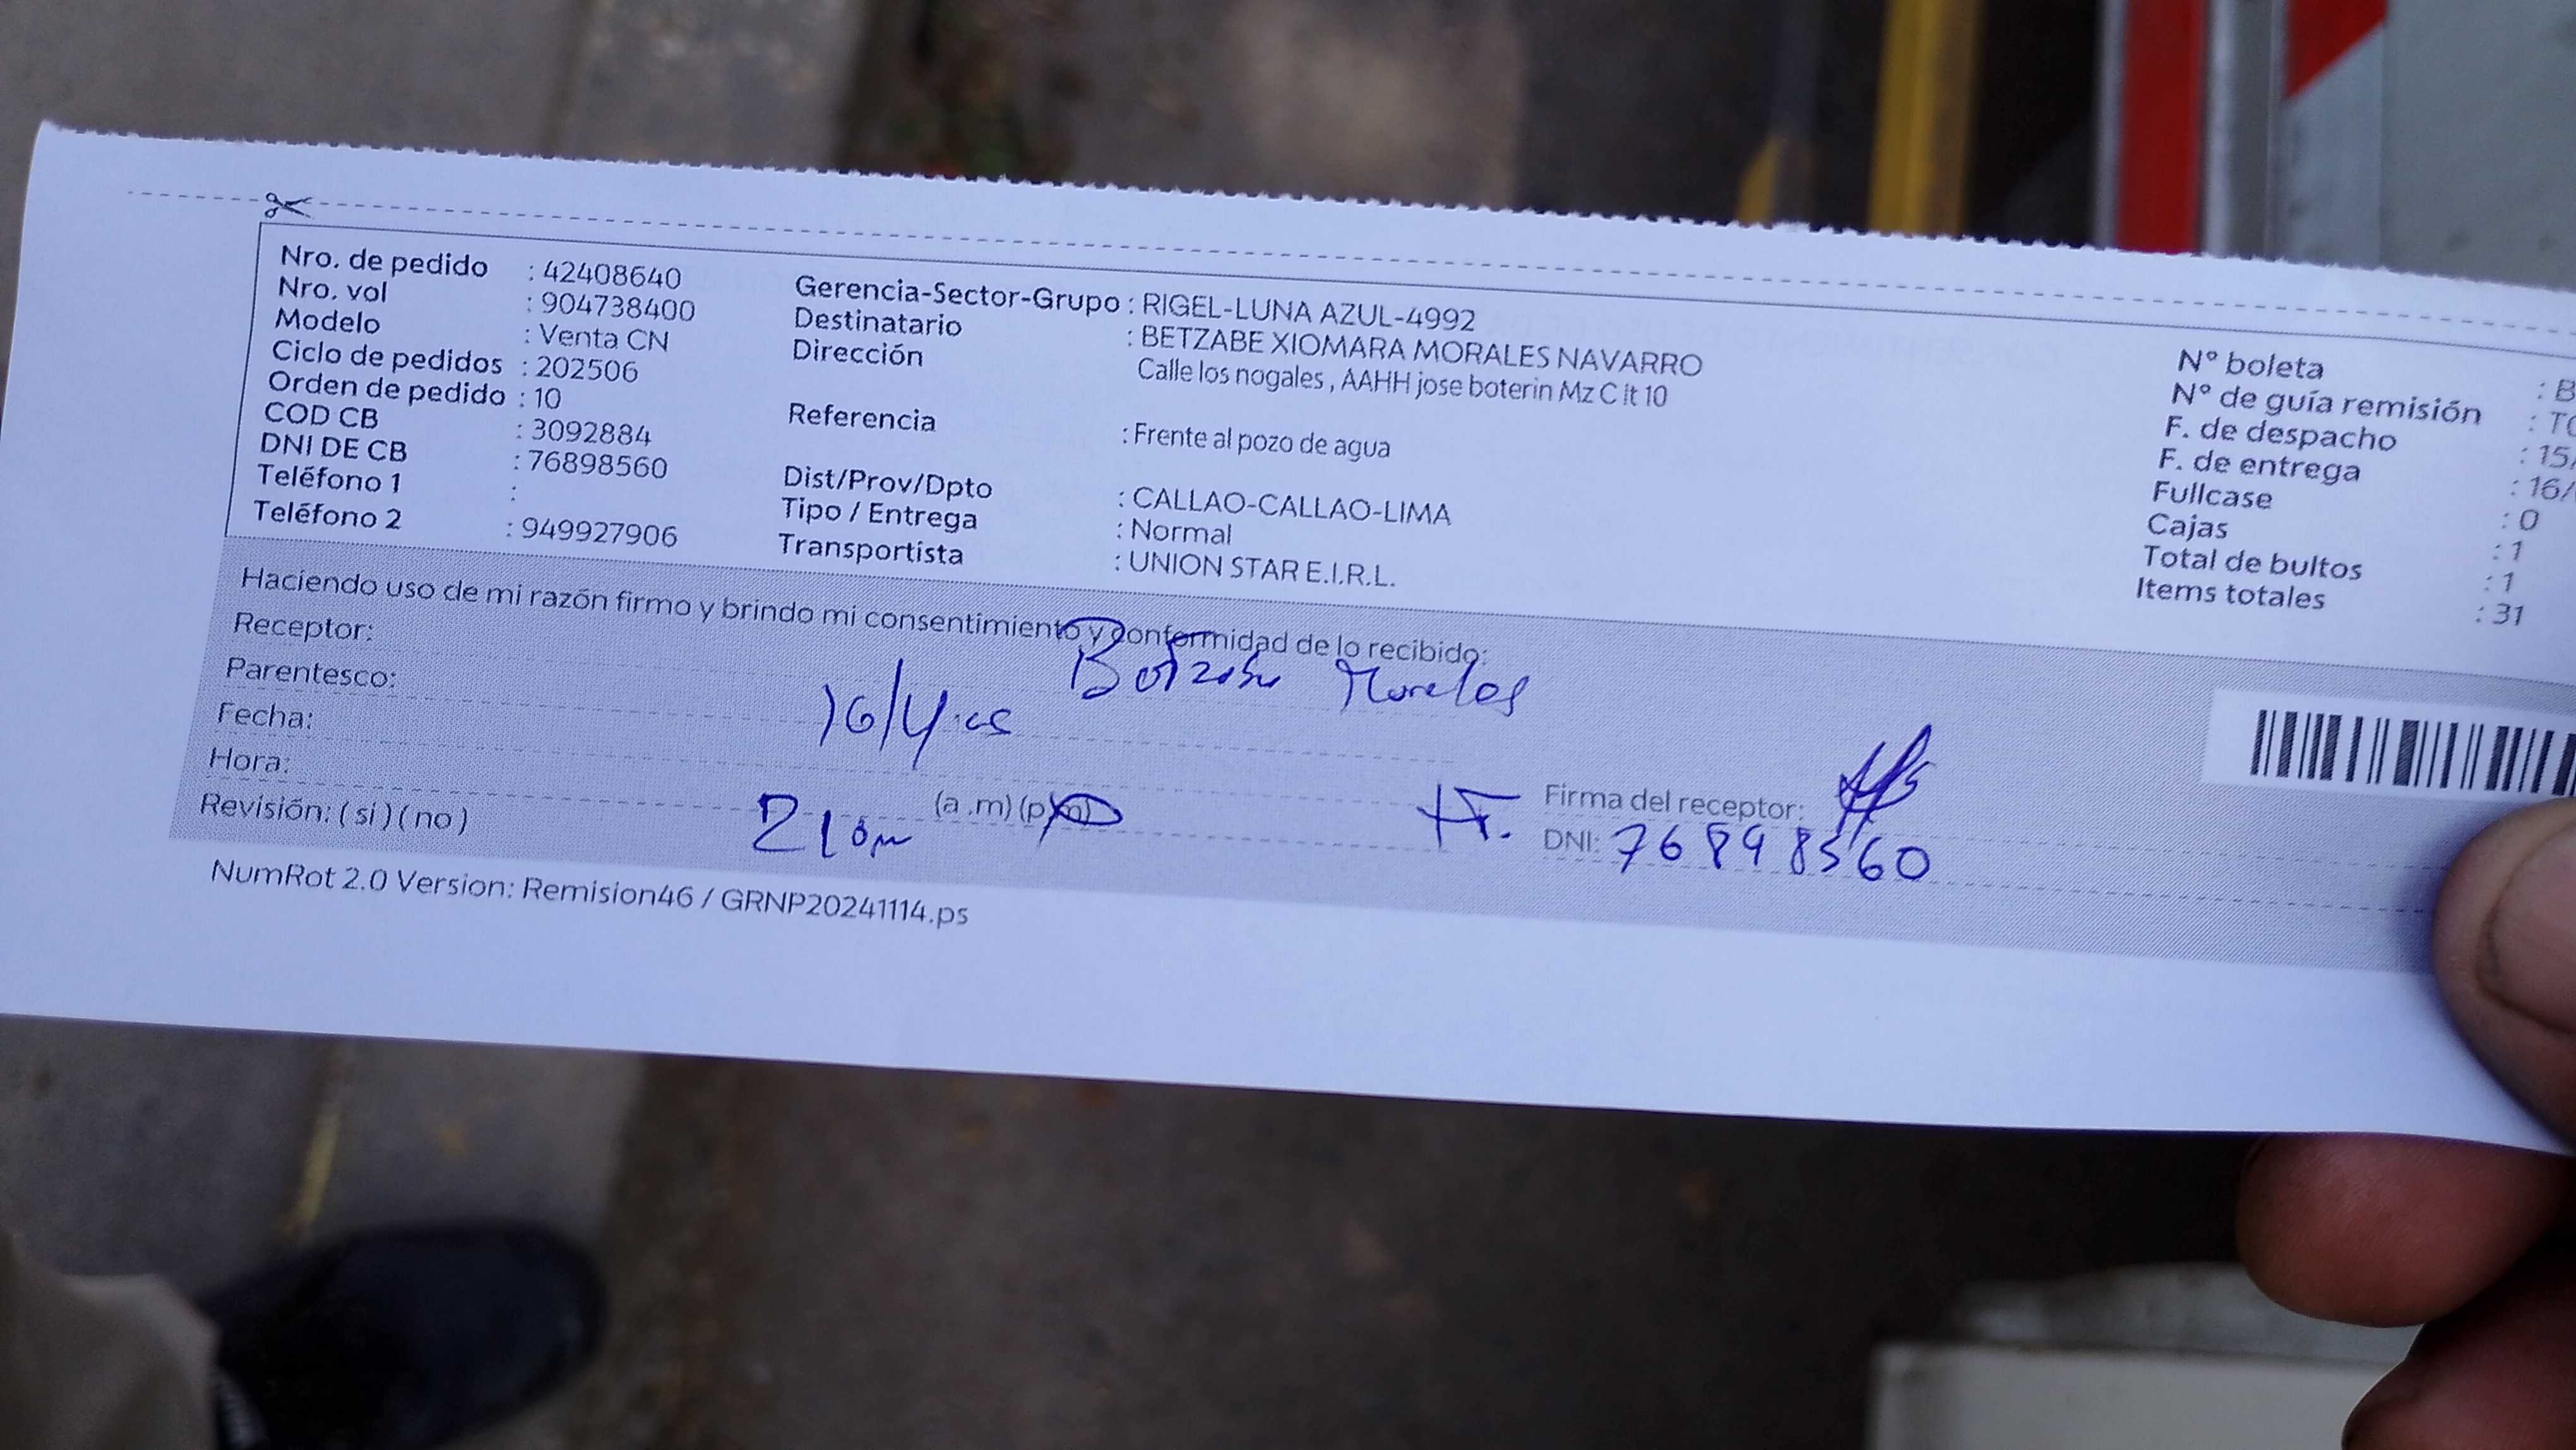 Nro. de pedido : 42408640
Nro. vol : 904738400
Modelo : Venta CN
Ciclo de pedidos : 202506
Orden de pedido : 10
COD CB : 3092884
DNI DE CB : 76898560
Teléfono 1 :
Teléfono 2 : 949927906
Gerencia-Sector-Grupo : RIGEL-LUNA AZUL-4992
Destinatario : BETZABE XIOMARA MORALES NAVARRO
Dirección Calle los nogales , AAHH jose boterin Mz C lt 10
Referencia : Frente al pozo de agua
Dist/Prov/Dpto : CALLAO-CALLAO-LIMA
Tipo / Entrega : Normal
Transportista : UNION STAR E.I.R.L.
N° boleta : B
N° de guía remisión : T0
F. de despacho : 15/
F. de entrega : 16/
Fullcase : 0
Cajas : 1
Total de bultos : 1
Items totales : 31
Haciendo uso de mi razón firmo y brindo mi consentimiento y conformidad de lo recibido:
Receptor: Betzabe Morales
Parentesco:
Fecha: 16/4
Hora: (a .m) (p.m)
Revisión: ( si ) ( no )
Firma del receptor:
DNI: 76898560
NumRot 2.0 Version: Remision46 / GRNP20241114.ps